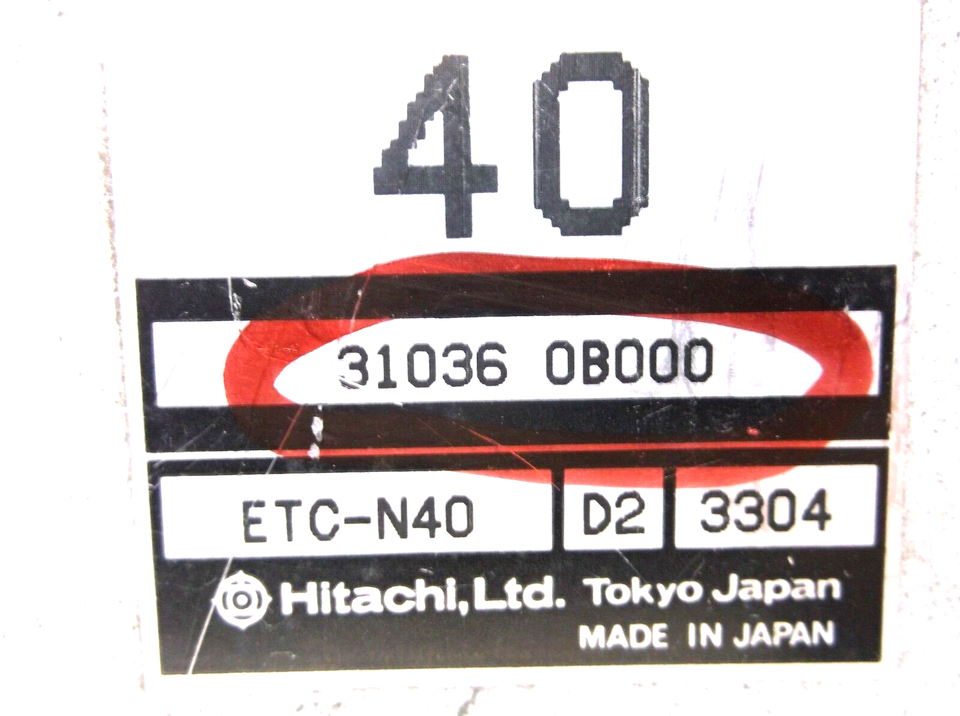 40
31036 0B000
ETC-N40 D2 3304
Hitachi, Ltd. Tokyo Japan
MADE IN JAPAN